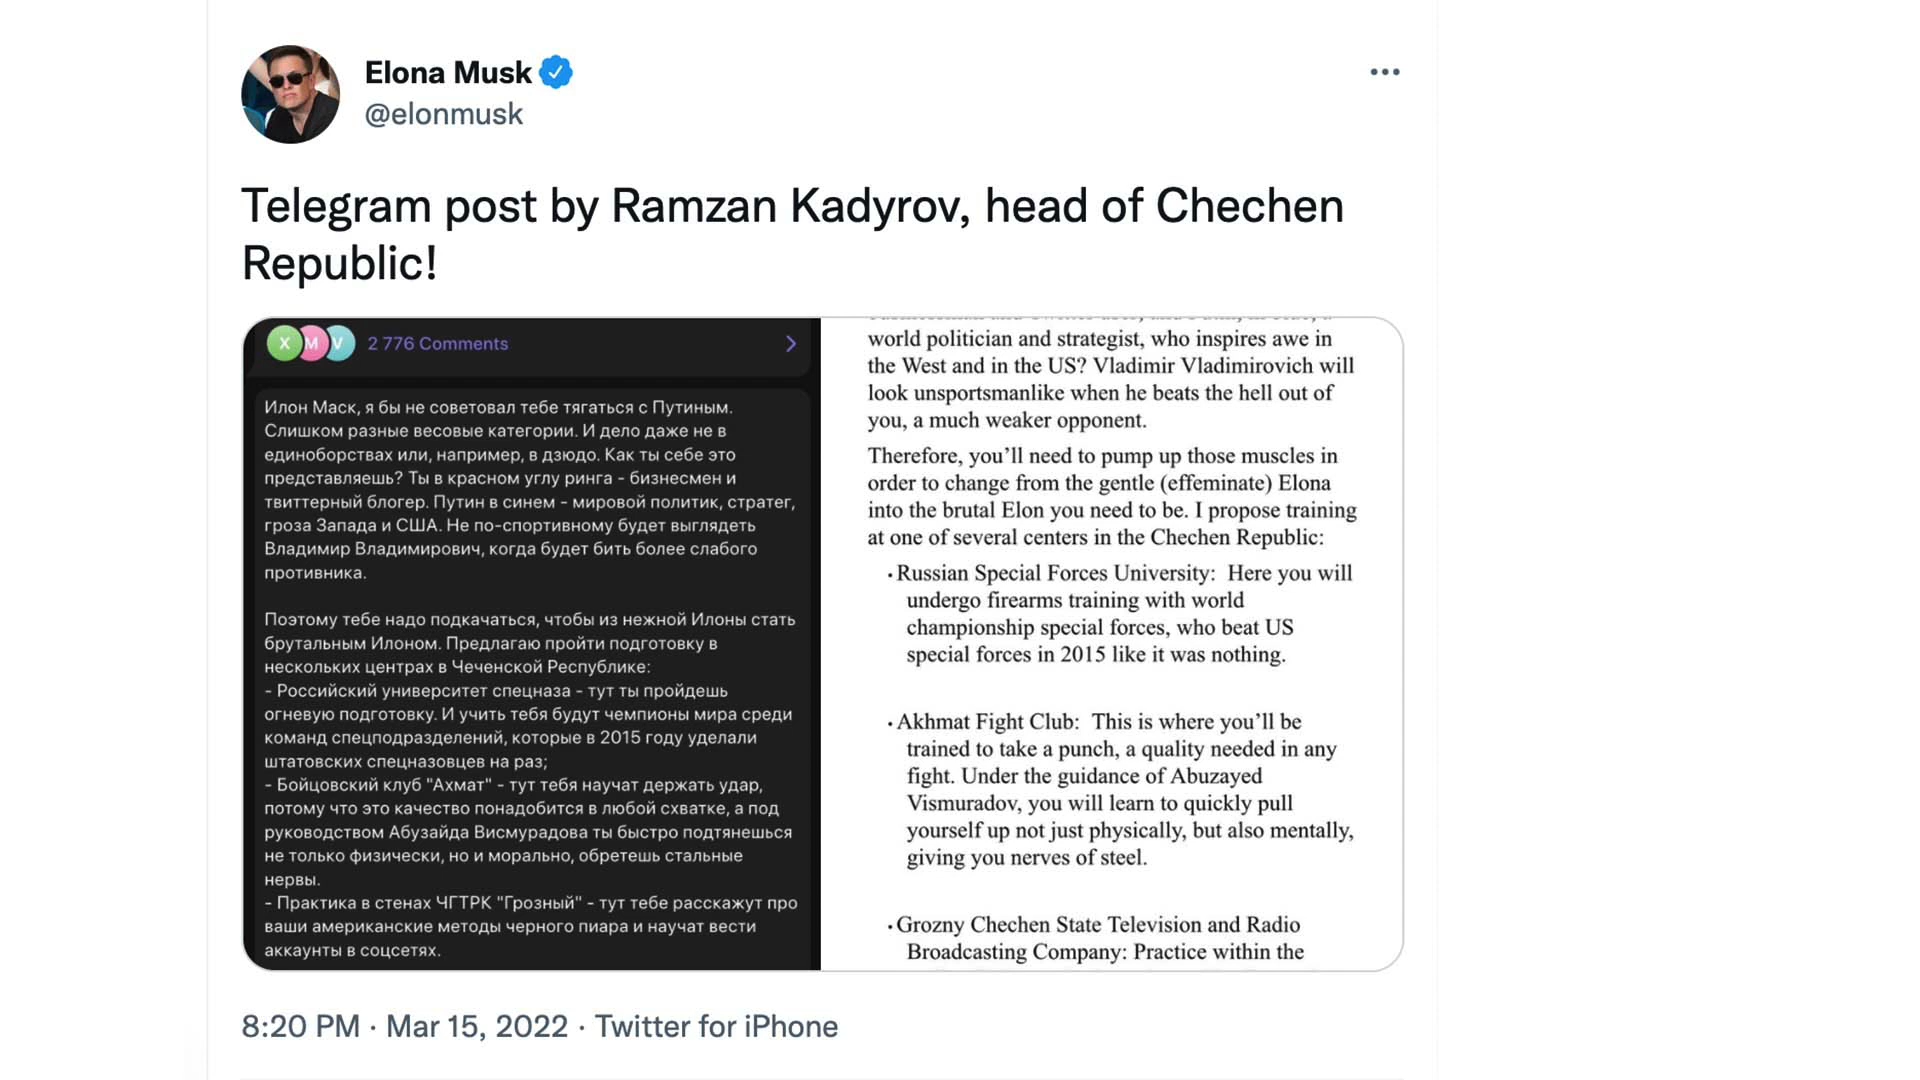 Elona Musk
@elonmusk
Telegram post by Ramzan Kadyrov, head of Chechen
Republic!
X M V 2 776 Comments
Илон Маск, я бы не советовал тебе тягаться с Путиным.
Слишком разные весовые категории. И дело даже не в
единоборствах или, например, в дзюдо. Как ты себе это
представляешь? Ты в красном углу ринга - бизнесмен и
твиттерный блогер. Путин в синем - мировой политик, стратег,
гроза Запада и США. Не по-спортивному будет выглядеть
Владимир Владимирович, когда будет бить более слабого
противника.
Поэтому тебе надо подкачаться, чтобы из нежной Илоны стать
брутальным Илоном. Предлагаю пройти подготовку в
нескольких центрах в Чеченской Республике:
- Российский университет спецназа - тут ты пройдешь
огневую подготовку. И учить тебя будут чемпионы мира среди
команд спецподразделений, которые в 2015 году уделали
штатовских спецназовцев на раз;
- Бойцовский клуб "Ахмат" - тут тебя научат держать удар,
потому что это качество понадобится в любой схватке, а под
руководством Абузайда Висмурадова ты быстро подтянешься
не только физически, но и морально, обретешь стальные
нервы.
- Практика в стенах ЧГТРК "Грозный" - тут тебе расскажут про
ваши американские методы черного пиара и научат вести
аккаунты в соцсетях.
world politician and strategist, who inspires awe in
the West and in the US? Vladimir Vladimirovich will
look unsportsmanlike when he beats the hell out of
you, a much weaker opponent.
Therefore, you’ll need to pump up those muscles in
order to change from the gentle (effeminate) Elona
into the brutal Elon you need to be. I propose training
at one of several centers in the Chechen Republic:
• Russian Special Forces University: Here you will
undergo firearms training with world
championship special forces, who beat US
special forces in 2015 like it was nothing.
• Akhmat Fight Club: This is where you’ll be
trained to take a punch, a quality needed in any
fight. Under the guidance of Abuzayed
Vismuradov, you will learn to quickly pull
yourself up not just physically, but also mentally,
giving you nerves of steel.
• Grozny Chechen State Television and Radio
Broadcasting Company: Practice within the
8:20 PM · Mar 15, 2022 · Twitter for iPhone